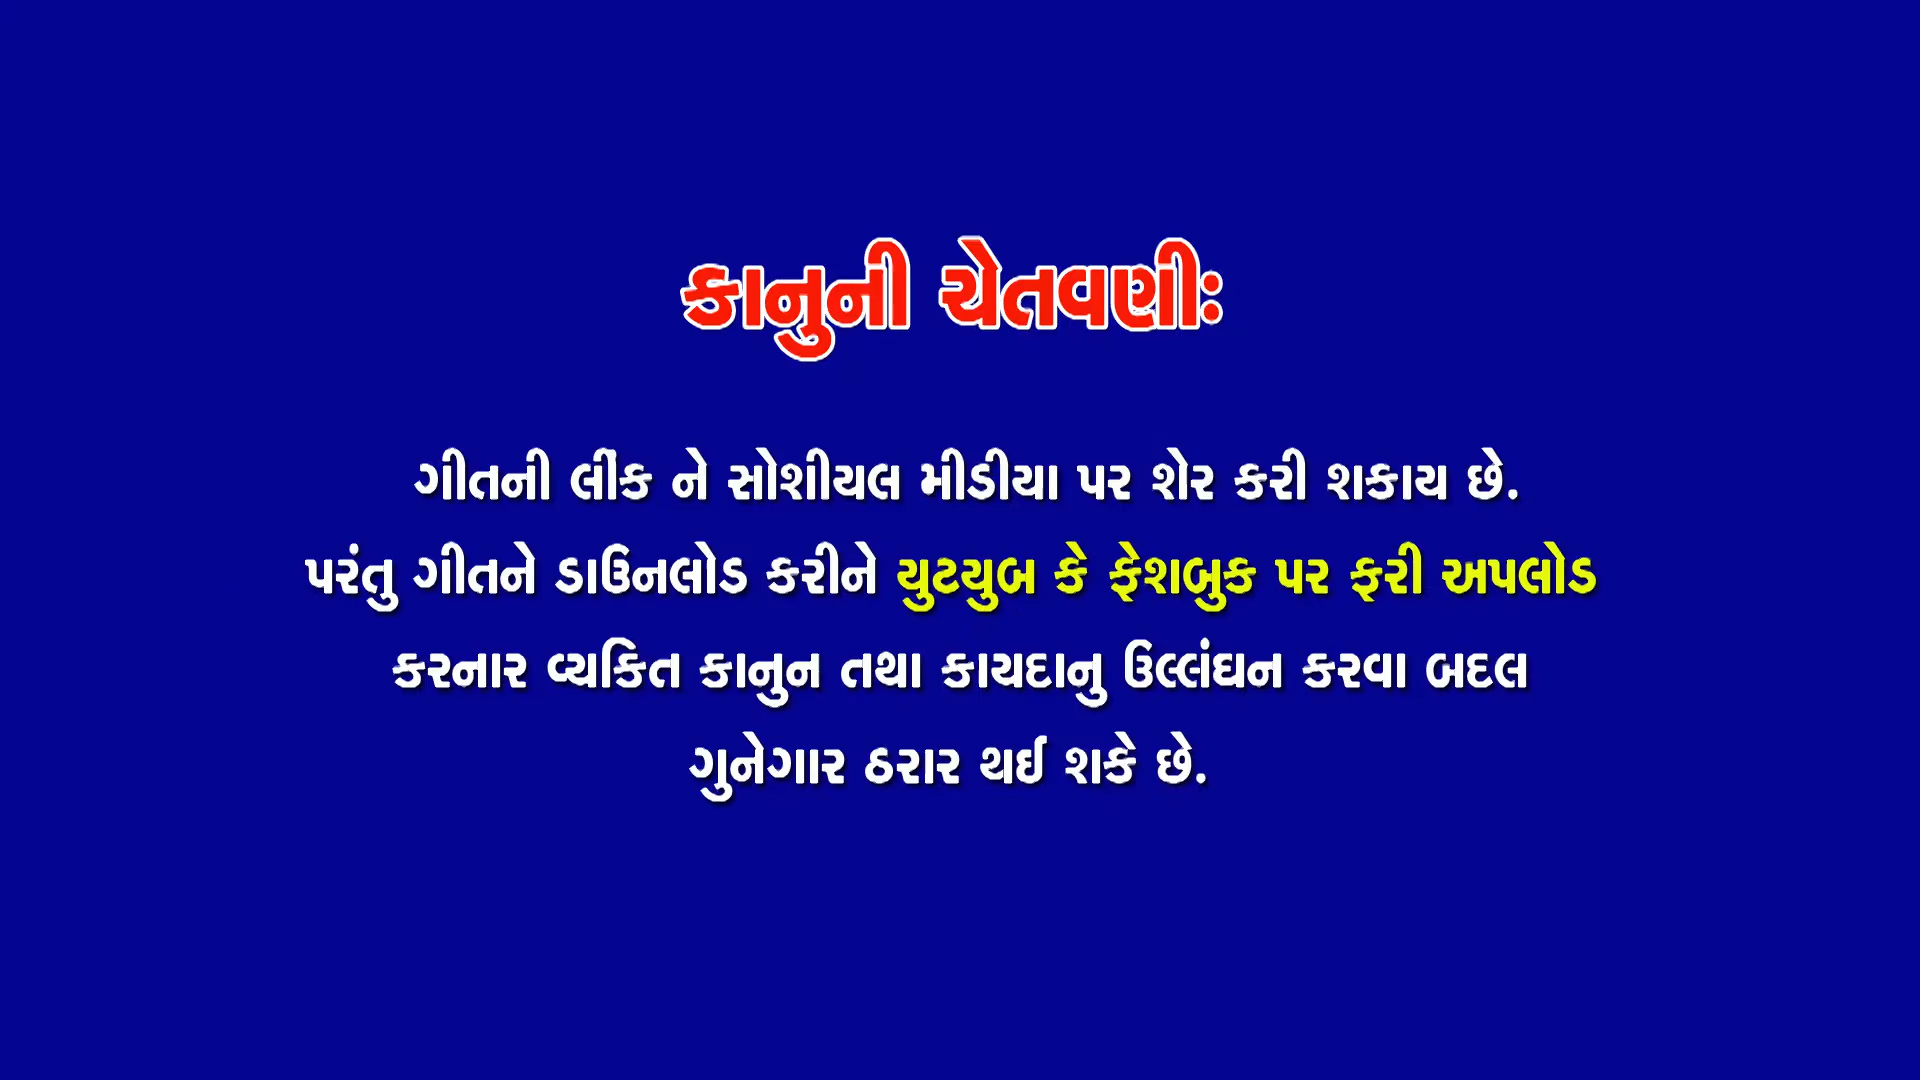 કાનુની ચેતવણીઃ
ગીતની લીંક ને સોશીયલ મીડીયા પર શેર કરી શકાય છે.
પરંતુ ગીતને ડાઉનલોડ કરીને યુટયુબ કે ફેશબુક પર ફરી અપલોડ
કરનાર વ્યકિત કાનુન તથા કાયદાનુ ઉલ્લંઘન કરવા બદલ
ગુનેગાર ઠરાર થઈ શકે છે.